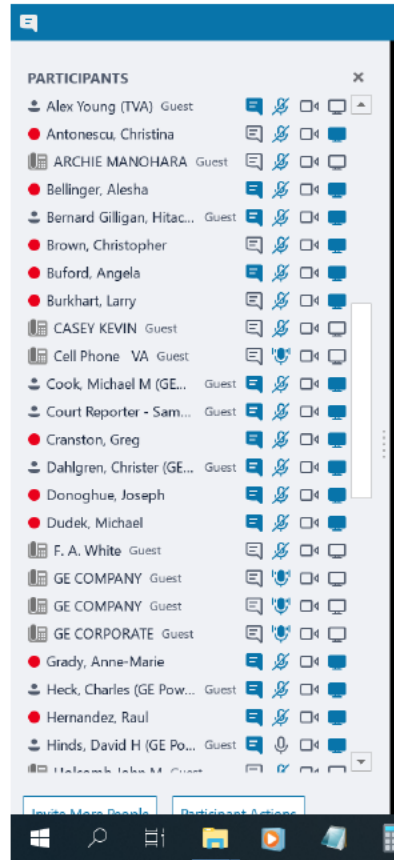 PARTICIPANTS
Alex Young (TVA) Guest
Antonescu, Christina
ARCHIE MANOHARA Guest
Bellinger, Alesha
Bernard Gilligan, Hitac... Guest
Brown, Christopher
Buford, Angela
Burkhart, Larry
CASEY KEVIN Guest
Cell Phone VA Guest
Cook, Michael M (GE... Guest
Court Reporter - Sam... Guest
Cranston, Greg
Dahlgren, Christer (GE... Guest
Donoghue, Joseph
Dudek, Michael
F. A. White Guest
GE COMPANY Guest
GE COMPANY Guest
GE CORPORATE Guest
Grady, Anne-Marie
Heck, Charles (GE Pow... Guest
Hernandez, Raul
Hinds, David H (GE Po... Guest
Holcomb John M Guest
Invite More People Participant Actions